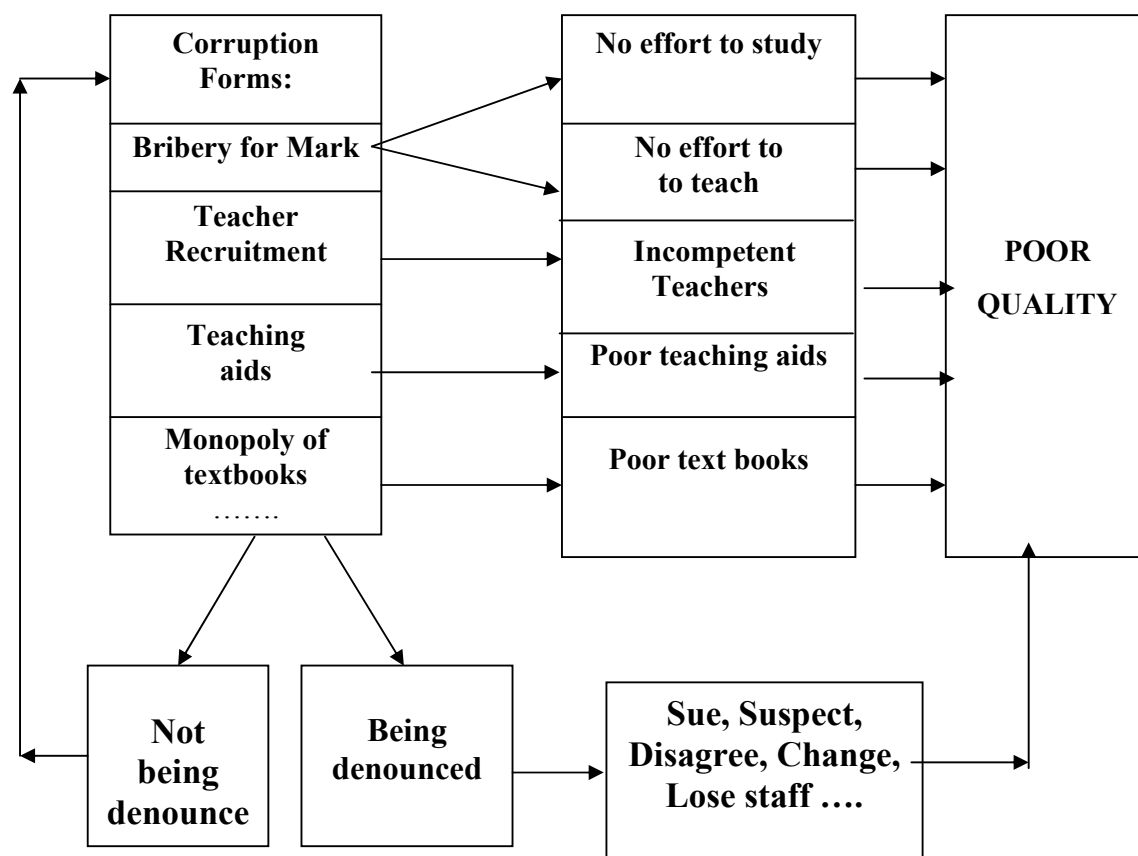 Corruption
Forms:
Bribery for Mark
Teacher
Recruitment
Teaching
aids
Monopoly of
textbooks
.......
No effort to study
No effort to
to teach
Incompetent
Teachers
Poor teaching aids
Poor text books
POOR
QUALITY
Not
being
denounce
Being
denounced
Sue, Suspect,
Disagree, Change,
Lose staff ….